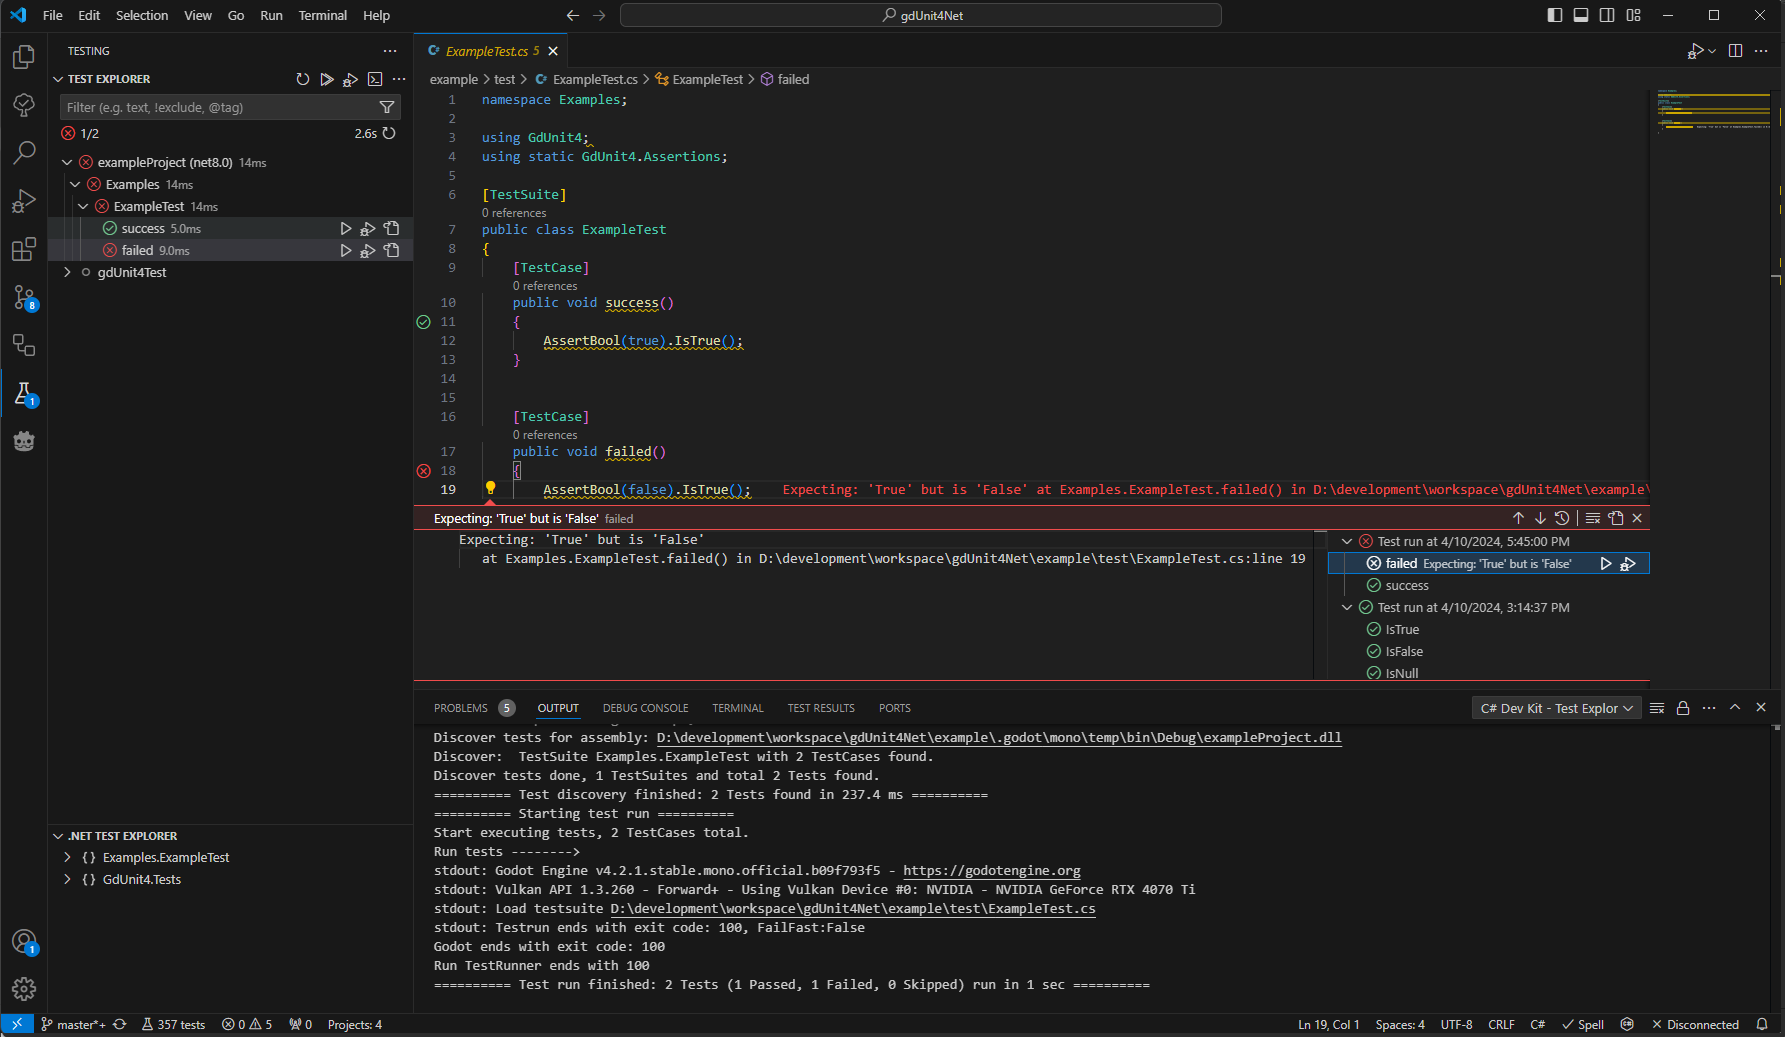 File Edit Selection View Go Run Terminal Help
gdUnit4Net
TESTING
TEST EXPLORER
Filter (e.g. text, !exclude, @tag)
1/2 2.6s
exampleProject (net8.0) 14ms
Examples 14ms
ExampleTest 14ms
success 5.0ms
failed 9.0ms
gdUnit4Test
8
1
.NET TEST EXPLORER
{} Examples.ExampleTest
{} GdUnit4.Tests
1
ExampleTest.cs 5
example > test > ExampleTest.cs > ExampleTest > failed
1 namespace Examples;
2
3 using GdUnit4;
4 using static GdUnit4.Assertions;
5
6 [TestSuite]
0 references
7 public class ExampleTest
8 {
9 [TestCase]
0 references
10 public void success()
11 {
12 AssertBool(true).IsTrue();
13 }
14
15
16 [TestCase]
0 references
17 public void failed()
18 {
19 AssertBool(false).IsTrue(); Expecting: 'True' but is 'False' at Examples.ExampleTest.failed() in D:\development\workspace\gdUnit4Net\example\
Expecting: 'True' but is 'False' failed
Expecting: 'True' but is 'False'
at Examples.ExampleTest.failed() in D:\development\workspace\gdUnit4Net\example\test\ExampleTest.cs:line 19
Test run at 4/10/2024, 5:45:00 PM
failed Expecting: 'True' but is 'False'
success
Test run at 4/10/2024, 3:14:37 PM
IsTrue
IsFalse
IsNull
PROBLEMS 5 OUTPUT DEBUG CONSOLE TERMINAL TEST RESULTS PORTS
C# Dev Kit - Test Explor
Discover tests for assembly: D:\development\workspace\gdUnit4Net\example\.godot\mono\temp\bin\Debug\exampleProject.dll
Discover:  TestSuite Examples.ExampleTest with 2 TestCases found.
Discover tests done, 1 TestSuites and total 2 Tests found.
========== Test discovery finished: 2 Tests found in 237.4 ms ==========
========== Starting test run ==========
Start executing tests, 2 TestCases total.
Run tests -------->
stdout: Godot Engine v4.2.1.stable.mono.official.b09f793f5 - https://godotengine.org
stdout: Vulkan API 1.3.260 - Forward+ - Using Vulkan Device #0: NVIDIA - NVIDIA GeForce RTX 4070 Ti
stdout: Load testsuite D:\development\workspace\gdUnit4Net\example\test\ExampleTest.cs
stdout: Testrun ends with exit code: 100, FailFast:False
Godot ends with exit code: 100
Run TestRunner ends with 100
========== Test run finished: 2 Tests (1 Passed, 1 Failed, 0 Skipped) run in 1 sec ==========
master*+ 357 tests 0 5 0 Projects: 4 Ln 19, Col 1 Spaces: 4 UTF-8 CRLF C# Spell Disconnected